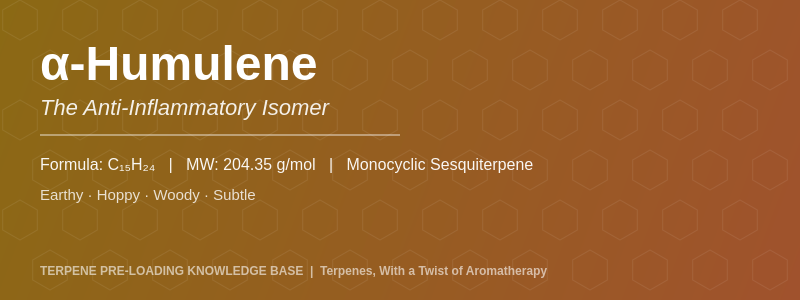 α-Humulene
The Anti-Inflammatory Isomer
Formula: C₁₅H₂₄ | MW: 204.35 g/mol | Monocyclic Sesquiterpene
Earthy · Hoppy · Woody · Subtle
TERPENE PRE-LOADING KNOWLEDGE BASE | Terpenes, With a Twist of Aromatherapy